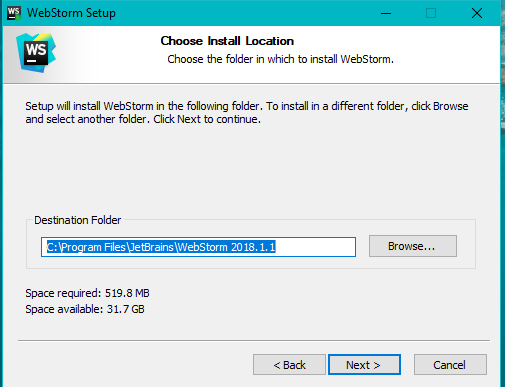 WS WebStorm Setup
WS
Choose Install Location
Choose the folder in which to install WebStorm.
Setup will install WebStorm in the following folder. To install in a different folder, click Browse
and select another folder. Click Next to continue.
Destination Folder
C:\Program Files\JetBrains\WebStorm 2018.1.1
Browse...
Space required: 519.8 MB
Space available: 31.7 GB
< Back
Next >
Cancel